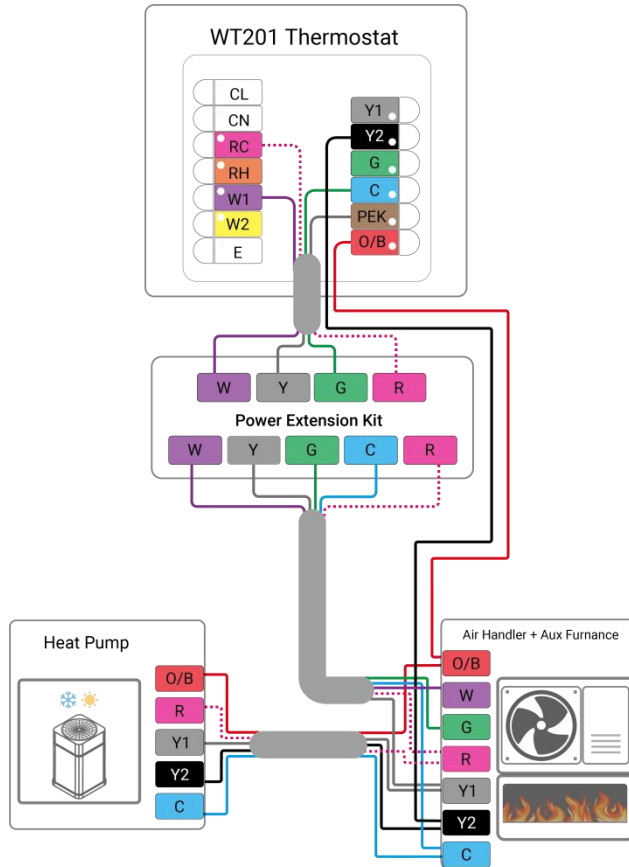 WT201 Thermostat
CL
CN
RC
RH
W1
W2
E
Y1
Y2
G
C
PEK
O/B
W
Y
G
R
Power Extension Kit
W
Y
G
C
R
Heat Pump
O/B
R
Y1
Y2
C
Air Handler + Aux Furnance
O/B
W
G
R
Y1
Y2
C